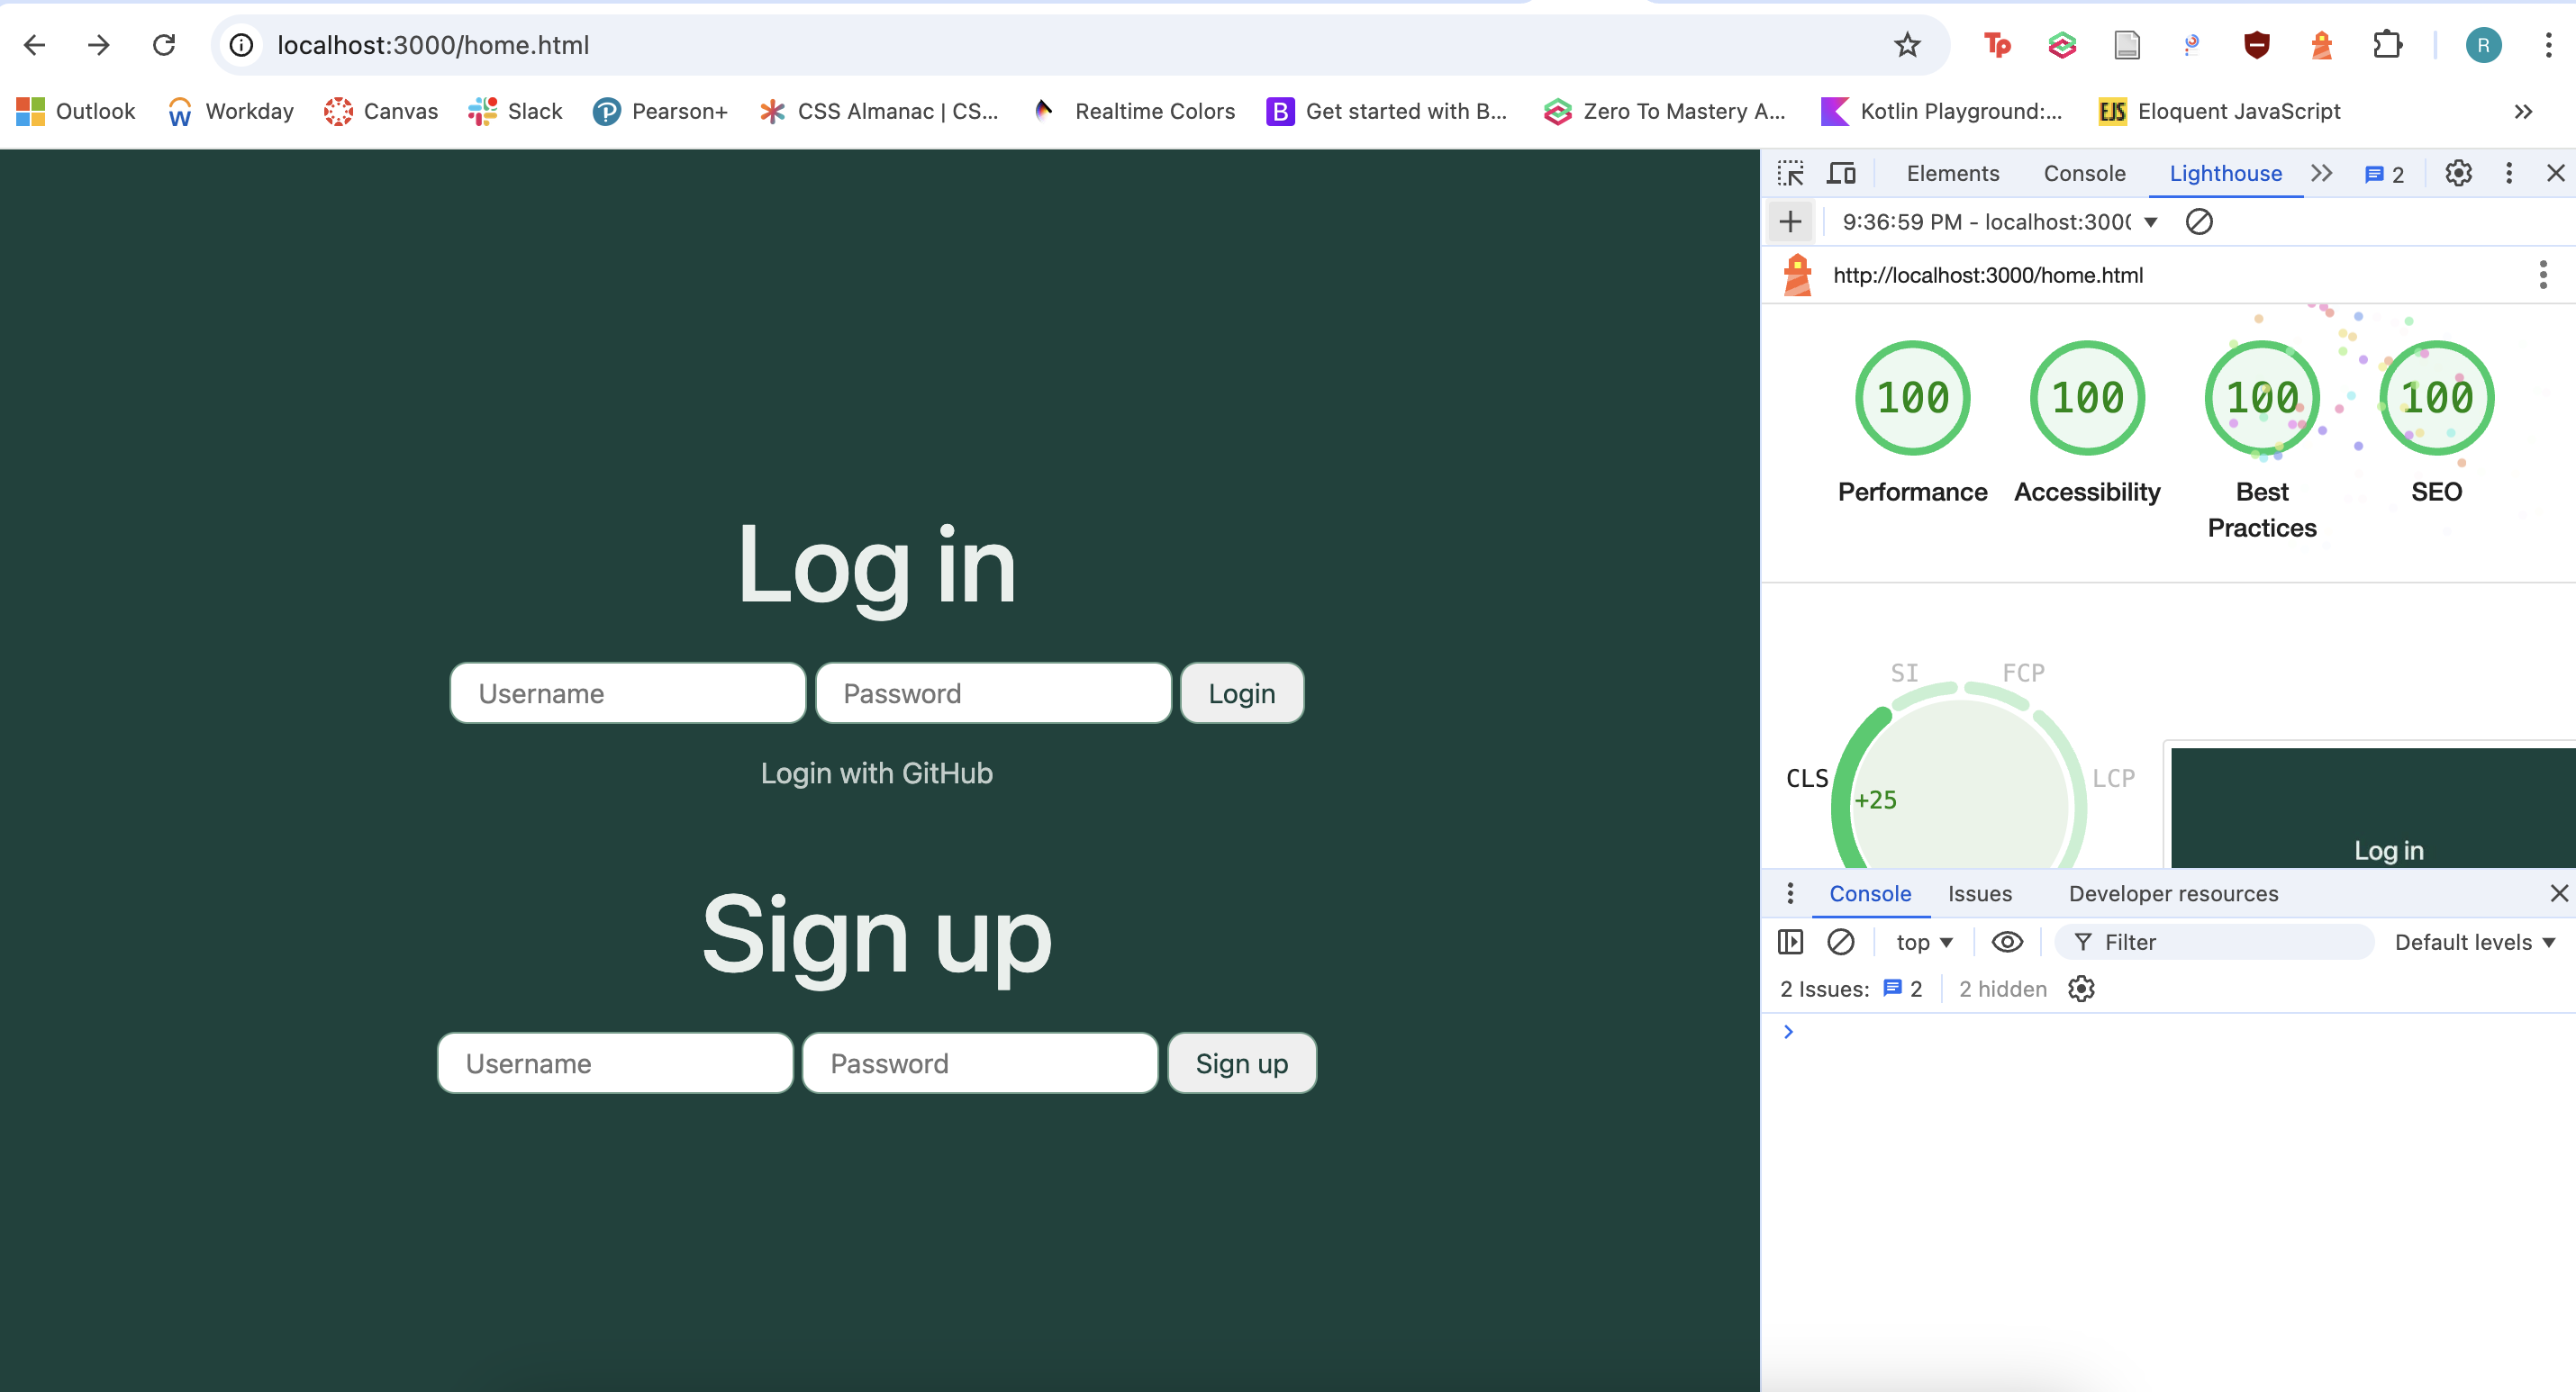 localhost:3000/home.html
Tp
R
Outlook
Workday
Canvas
Slack
Pearson+
CSS Almanac | CS...
Realtime Colors
B Get started with B...
Zero To Mastery A...
Kotlin Playground:...
EJS Eloquent JavaScript
Elements Console Lighthouse 2
9:36:59 PM - localhost:3000
http://localhost:3000/home.html
100 100 100 100
Performance Accessibility Best Practices SEO
SI FCP
CLS LCP
+25
Log in
Log in
Username Password Login
Login with GitHub
Sign up
Username Password Sign up
Console Issues Developer resources
top Filter Default levels
2 Issues: 2 2 hidden